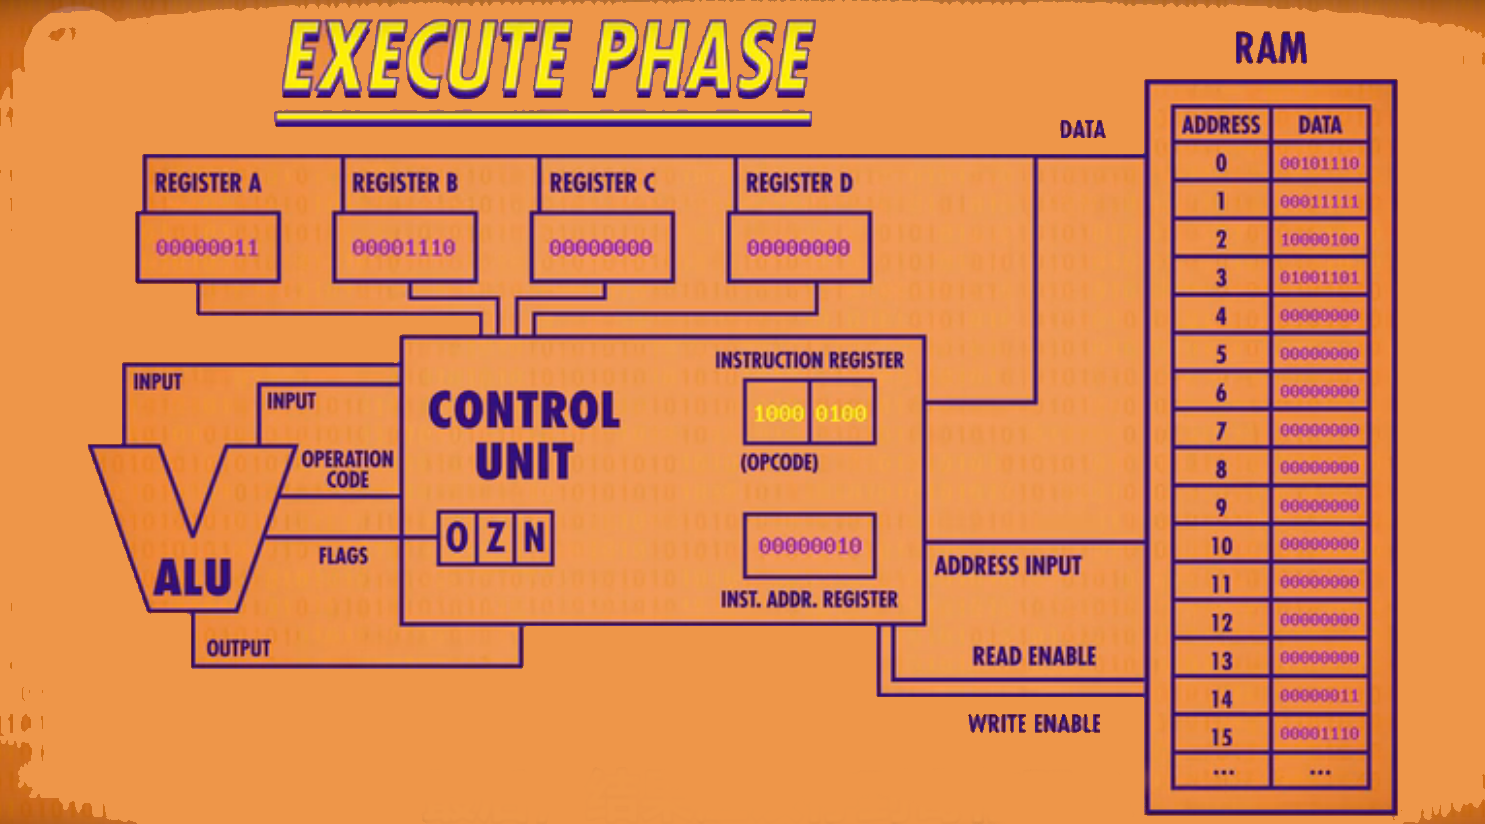 EXECUTE PHASE
RAM
DATA
ADDRESS DATA
0 00101110
1 00011111
2 10000100
3 01001101
4 00000000
5 00000000
6 00000000
7 00000000
8 00000000
9 00000000
10 00000000
11 00000000
12 00000000
13 00000000
14 00000011
15 00001110
... ...
REGISTER A
00000011
REGISTER B
00001110
REGISTER C
00000000
REGISTER D
00000000
INPUT
INPUT
OPERATION
CODE
FLAGS
ALU
OUTPUT
CONTROL
UNIT
O Z N
INSTRUCTION REGISTER
1000 0100
(OPCODE)
00000010
INST. ADDR. REGISTER
ADDRESS INPUT
READ ENABLE
WRITE ENABLE